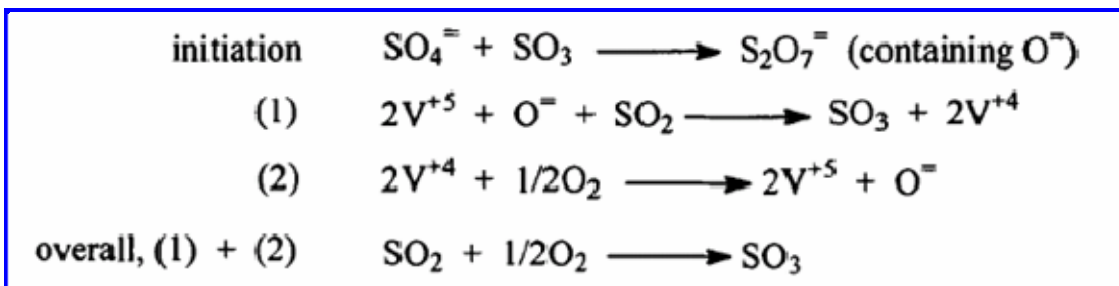 initiation SO₄⁼ + SO₃ ⟶ S₂O₇⁼ (containing O⁼)
(1) 2V⁺⁵ + O⁼ + SO₂ ⟶ SO₃ + 2V⁺⁴
(2) 2V⁺⁴ + 1/2O₂ ⟶ 2V⁺⁵ + O⁼
overall, (1) + (2) SO₂ + 1/2O₂ ⟶ SO₃